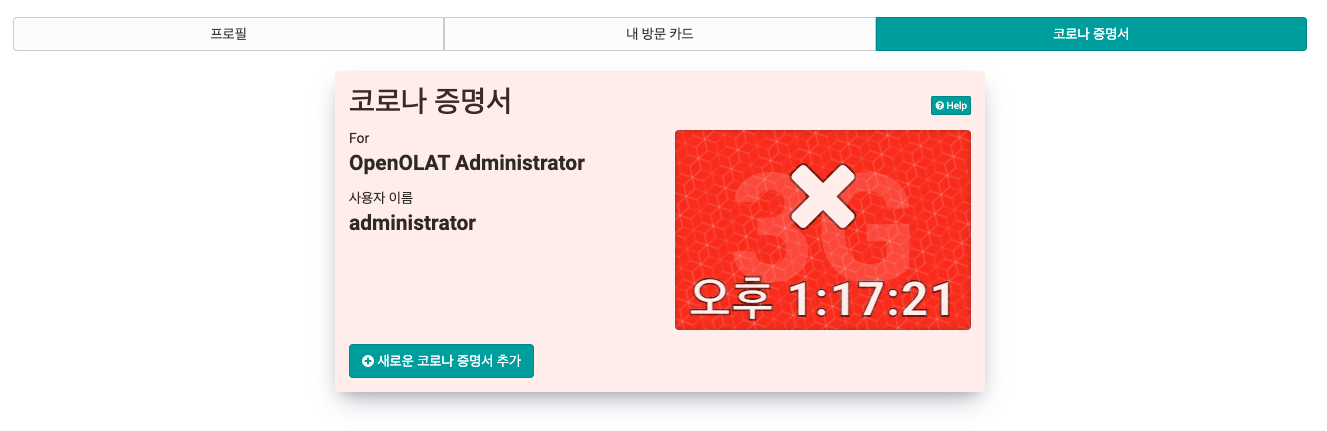 프로필
내 방문 카드
코로나 증명서
코로나 증명서
Help
For
OpenOLAT Administrator
사용자 이름
administrator
3G
오후 1:17:21
새로운 코로나 증명서 추가